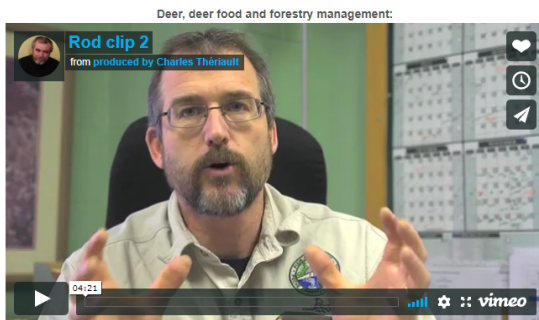 Deer, deer food and forestry management:
Rod clip 2
from produced by Charles Thériault
04:21
vimeo